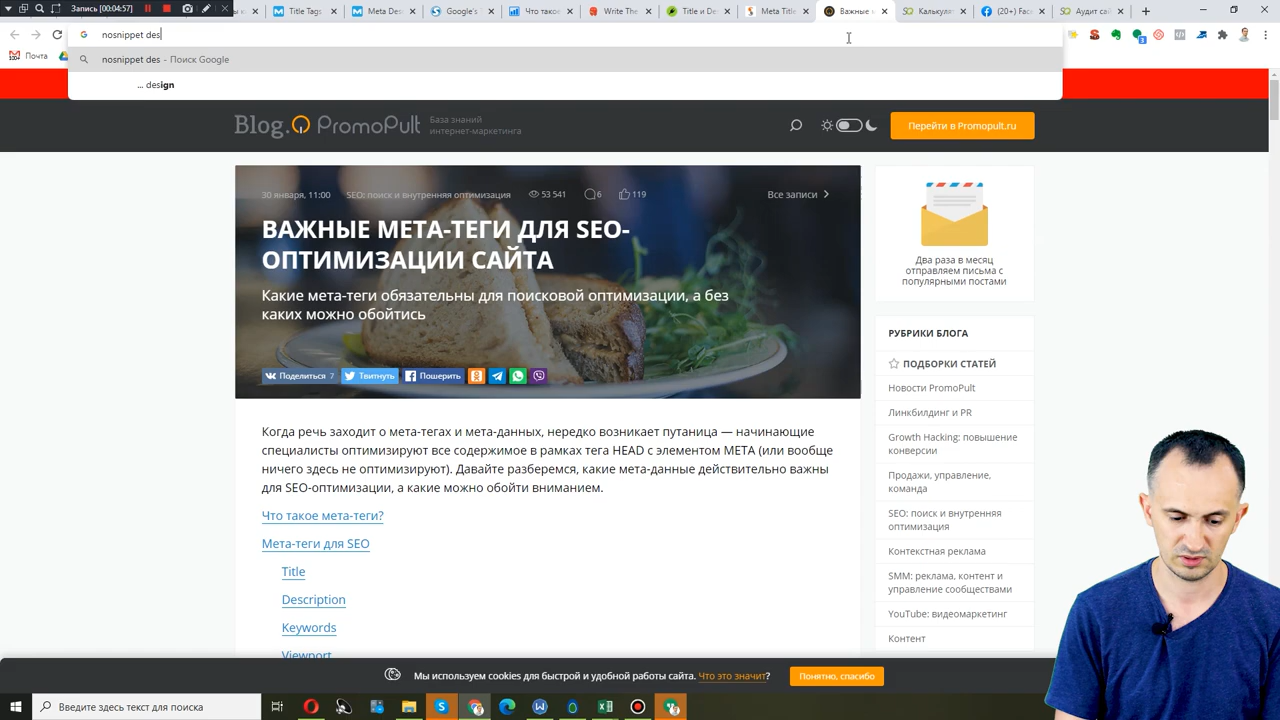 Запись [00:04:57]
Title Tags
Meta Des
Google's
Что такое
Write The
Title и De
Meta Title
Важные
Калькуля
(20+) Fac
Аудит сай
nosnippet des
Почта
nosnippet des - Поиск Google
... design
Blog. PromoPult
База знаний
интернет-маркетинга
Перейти в Promopult.ru
30 января, 11:00 SEO: поиск и внутренняя оптимизация 53 541 6 119 Все записи
ВАЖНЫЕ МЕТА-ТЕГИ ДЛЯ SEO-
ОПТИМИЗАЦИИ САЙТА
Какие мета-теги обязательны для поисковой оптимизации, а без
каких можно обойтись
Поделиться 7 Твитнуть Пошерить
Когда речь заходит о мета-тегах и мета-данных, нередко возникает путаница — начинающие
специалисты оптимизируют все содержимое в рамках тега HEAD с элементом META (или вообще
ничего здесь не оптимизируют). Давайте разберемся, какие мета-данные действительно важны
для SEO-оптимизации, а какие можно обойти вниманием.
Что такое мета-теги?
Мета-теги для SEO
Title
Description
Keywords
Viewport
Два раза в месяц
отправляем письма с
популярными постами
РУБРИКИ БЛОГА
ПОДБОРКИ СТАТЕЙ
Новости PromoPult
Линкбилдинг и PR
Growth Hacking: повышение
конверсии
Продажи, управление,
команда
SEO: поиск и внутренняя
оптимизация
Контекстная реклама
SMM: реклама, контент и
управление сообществами
YouTube: видеомаркетинг
Контент
Мы используем cookies для быстрой и удобной работы сайта. Что это значит?
Понятно, спасибо
Введите здесь текст для поиска